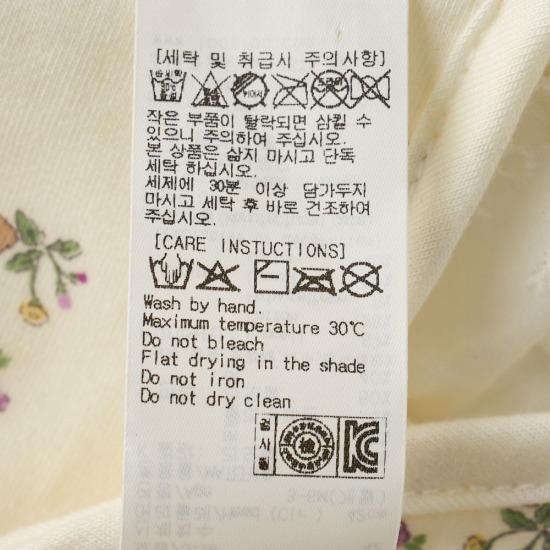 [세탁 및 취급시 주의사항]
작은 부품이 탈락되면 삼킬 수
있으니 주의하여 주십시오.
본 상품은 삶지 마시고 단독
세탁 하십시오.
세제에 30분 이상 담가두지
마시고 세탁 후 바로 건조하여
주십시오.
[CARE INSTUCTIONS]
Wash by hand.
Maximum temperature 30℃
Do not bleach
Flat drying in the shade
Do not iron
Do not dry clean
검사필
檢
KC